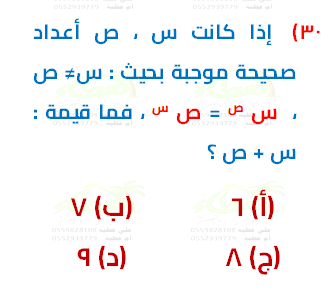 ٣٠) إذا كانت س ، ص أعداد
صحيحة موجبة بحيث : س≠ ص
، س ص = ص س ، فما قيمة :
س + ص ؟
(أ) ٦ (ب) ٧
(ج) ٨ (د) ٩